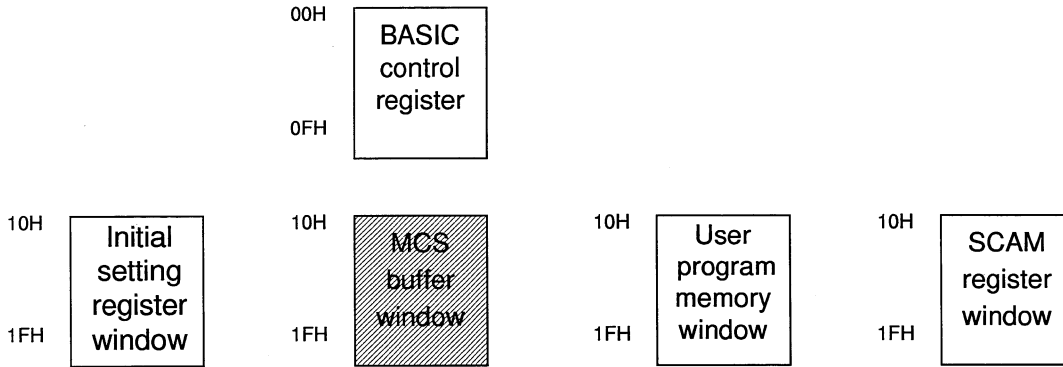 00H
BASIC
control
register
0FH
10H
Initial
setting
register
window
1FH
10H
MCS
buffer
window
1FH
10H
User
program
memory
window
1FH
10H
SCAM
register
window
1FH